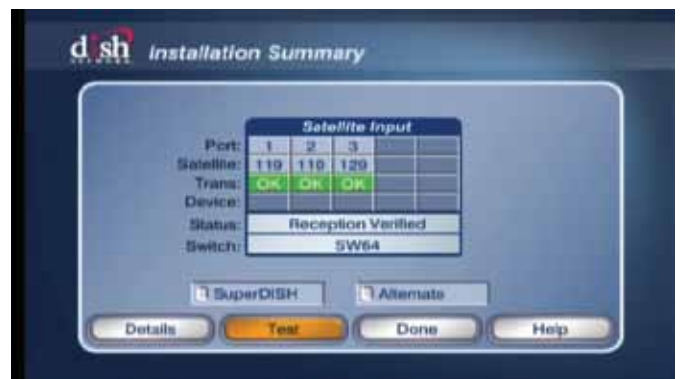 dish Installation Summary
NETWORK
Satellite Input
Port: 1 2 3
Satellite: 119 110 129
Trans: OK OK OK
Device:
Status: Reception Verified
Switch: SW64
SuperDISH Alternate
Details Test Done Help